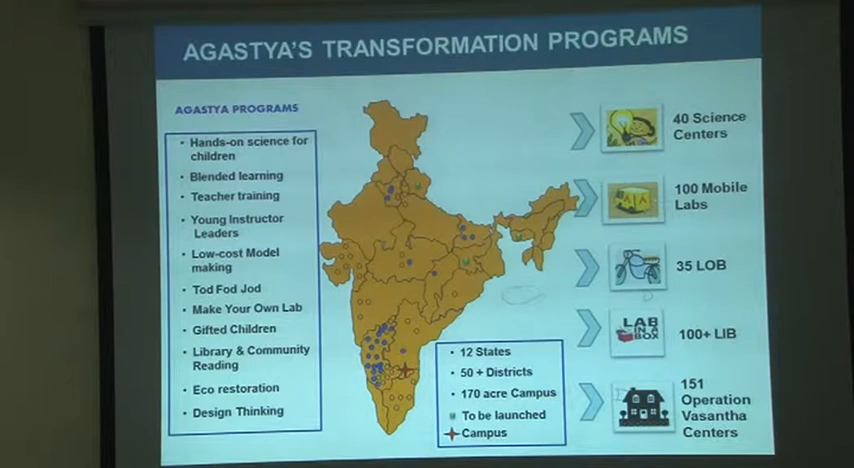 AGASTYA'S TRANSFORMATION PROGRAMS
AGASTYA PROGRAMS
• Hands-on science for
children
• Blended learning
• Teacher training
• Young Instructor
Leaders
• Low-cost Model
making
• Tod Fod Jod
• Make Your Own Lab
• Gifted Children
• Library & Community
Reading
• Eco restoration
• Design Thinking
• 12 States
• 50 + Districts
• 170 acre Campus
To be launched
Campus
40 Science
Centers
100 Mobile
Labs
35 LOB
LAB
IN A
BOX
100+ LIB
151
Operation
Vasantha
Centers